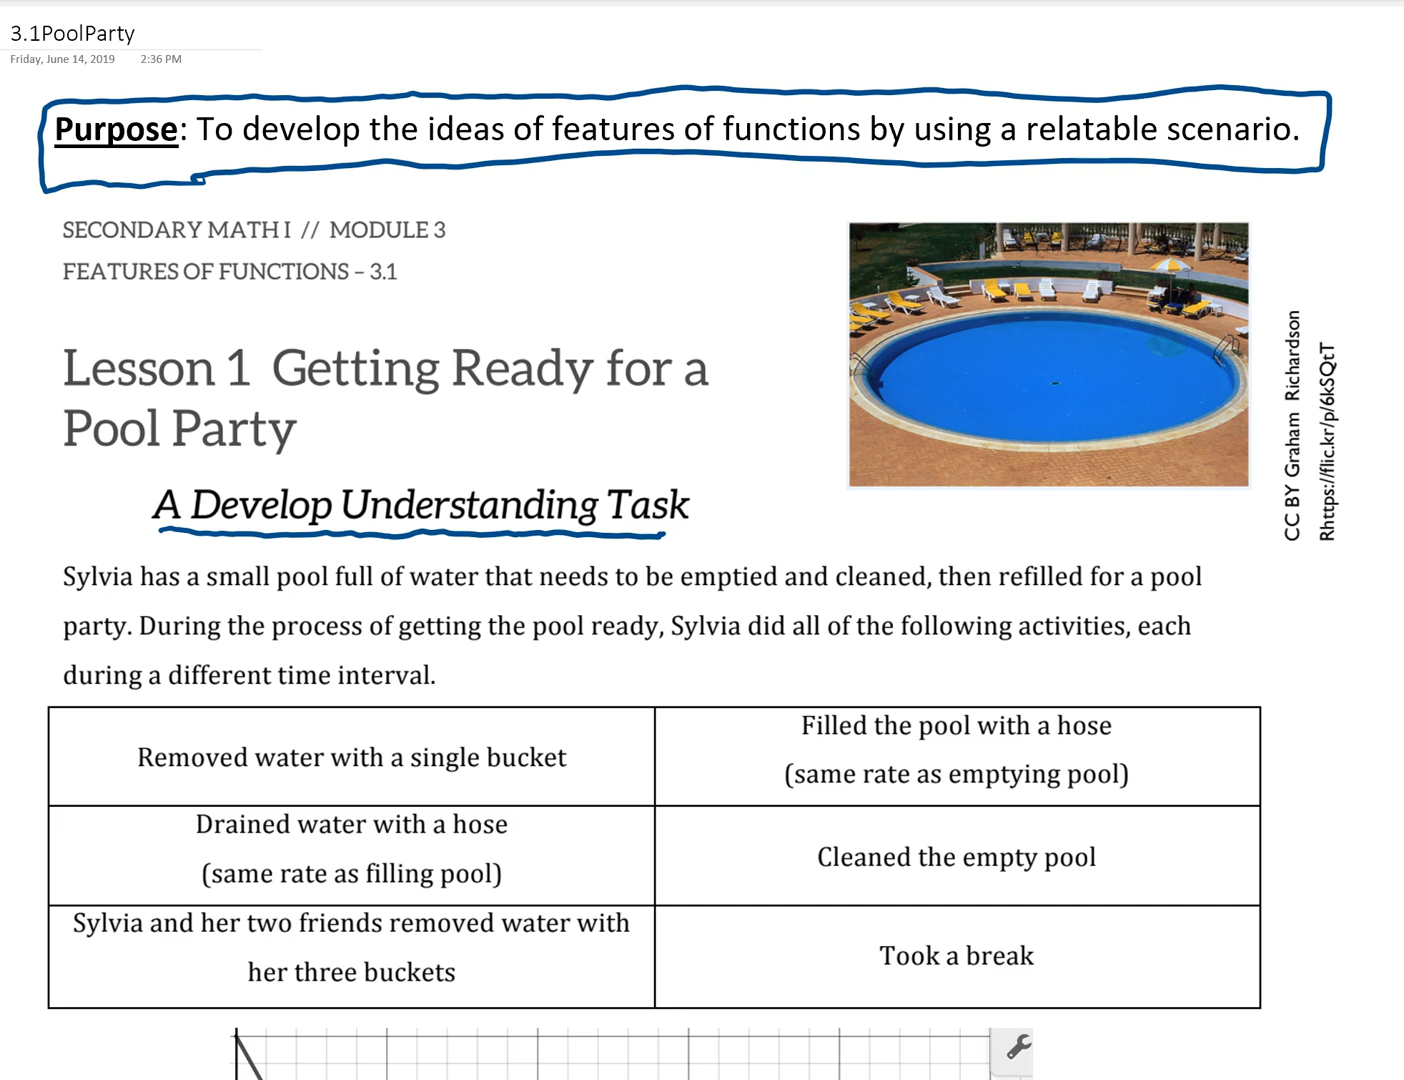 3.1PoolParty
Friday, June 14, 2019 2:36 PM
Purpose: To develop the ideas of features of functions by using a relatable scenario.
SECONDARY MATH I // MODULE 3
FEATURES OF FUNCTIONS – 3.1
Lesson 1 Getting Ready for a
Pool Party
A Develop Understanding Task
CC BY Graham Richardson
Rhttps://flic.kr/p/6kSQtT
Sylvia has a small pool full of water that needs to be emptied and cleaned, then refilled for a pool
party. During the process of getting the pool ready, Sylvia did all of the following activities, each
during a different time interval.
Removed water with a single bucket
Filled the pool with a hose
(same rate as emptying pool)
Drained water with a hose
(same rate as filling pool)
Cleaned the empty pool
Sylvia and her two friends removed water with
her three buckets
Took a break